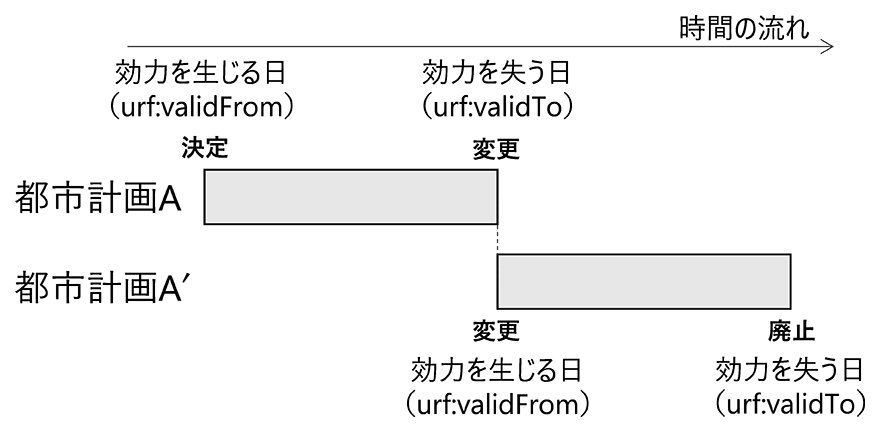 時間の流れ
効力を生じる日
（urf:validFrom）
効力を失う日
（urf:validTo）
決定
変更
都市計画A
都市計画A′
変更
廃止
効力を生じる日
（urf:validFrom）
効力を失う日
（urf:validTo）